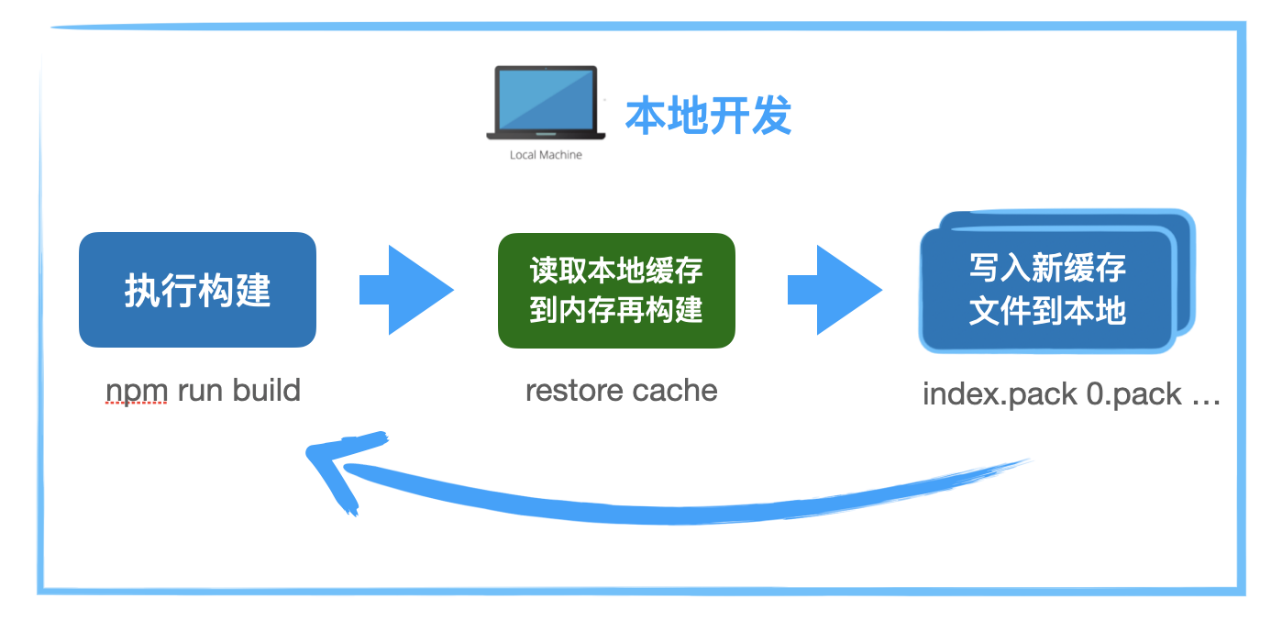 本地开发
Local Machine
执行构建
npm run build
读取本地缓存
到内存再构建
restore cache
写入新缓存
文件到本地
index.pack 0.pack …